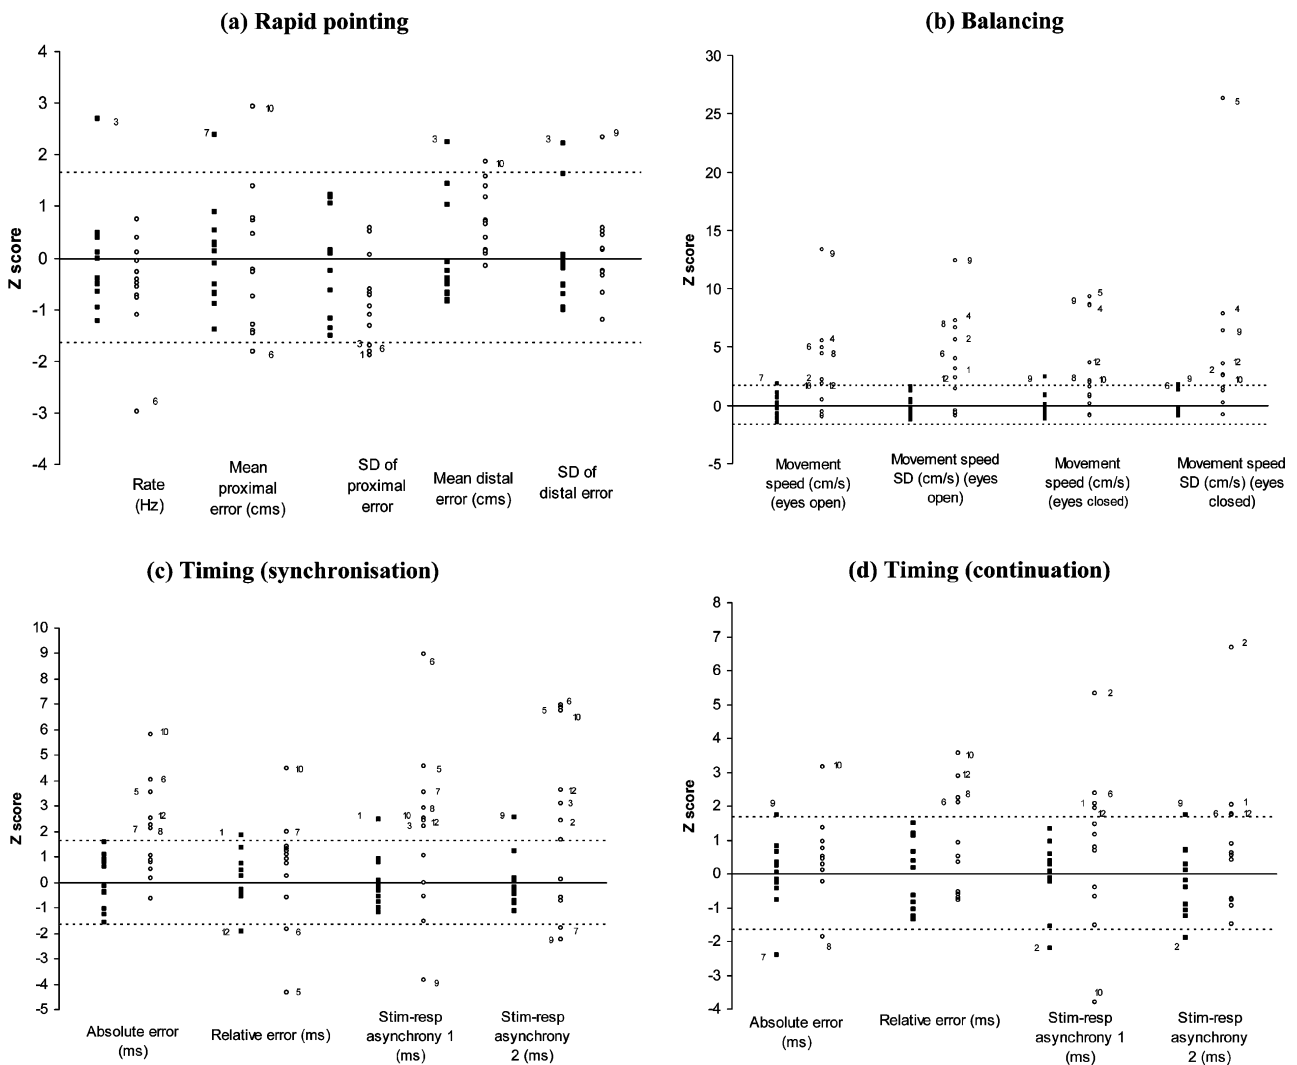 (a) Rapid pointing
4
3
2
1
0
-1
-2
-3
-4
Z score
3
7
10
3
10
3
9
6
6
3
6
1
Rate
(Hz)
Mean
proximal
error (cms)
SD of
proximal
error
Mean distal
error (cms)
SD of
distal error
(b) Balancing
30
25
20
15
10
5
0
-5
Z score
5
9
9
5
9
4
4
9
4
6
8
4
8
2
6
12
12
2
7
2
12
12
1
9
8
10
9
10
6
Movement
speed (cm/s)
(eyes open)
Movement speed
SD (cm/s) (eyes
open)
Movement
speed (cm/s)
(eyes closed)
Movement speed
SD (cm/s) (eyes
closed)
(c) Timing (synchronisation)
10
9
8
7
6
5
4
3
2
1
0
-1
-2
-3
-4
-5
Z score
10
6
5
12
7
8
1
10
7
12
6
5
1
6
5
7
8
10
12
3
9
9
6
5
10
12
3
2
7
9
Absolute error
(ms)
Relative error (ms)
Stim-resp
asynchrony 1
(ms)
Stim-resp
asynchrony
2 (ms)
(d) Timing (continuation)
8
7
6
5
4
3
2
1
0
-1
-2
-3
-4
Z score
9
7
10
8
10
12
8
6
2
2
6
1
12
10
9
2
2
1
6
12
Absolute error
(ms)
Relative error (ms)
Stim-resp
asynchrony 1
(ms)
Stim-resp
asynchrony
2 (ms)